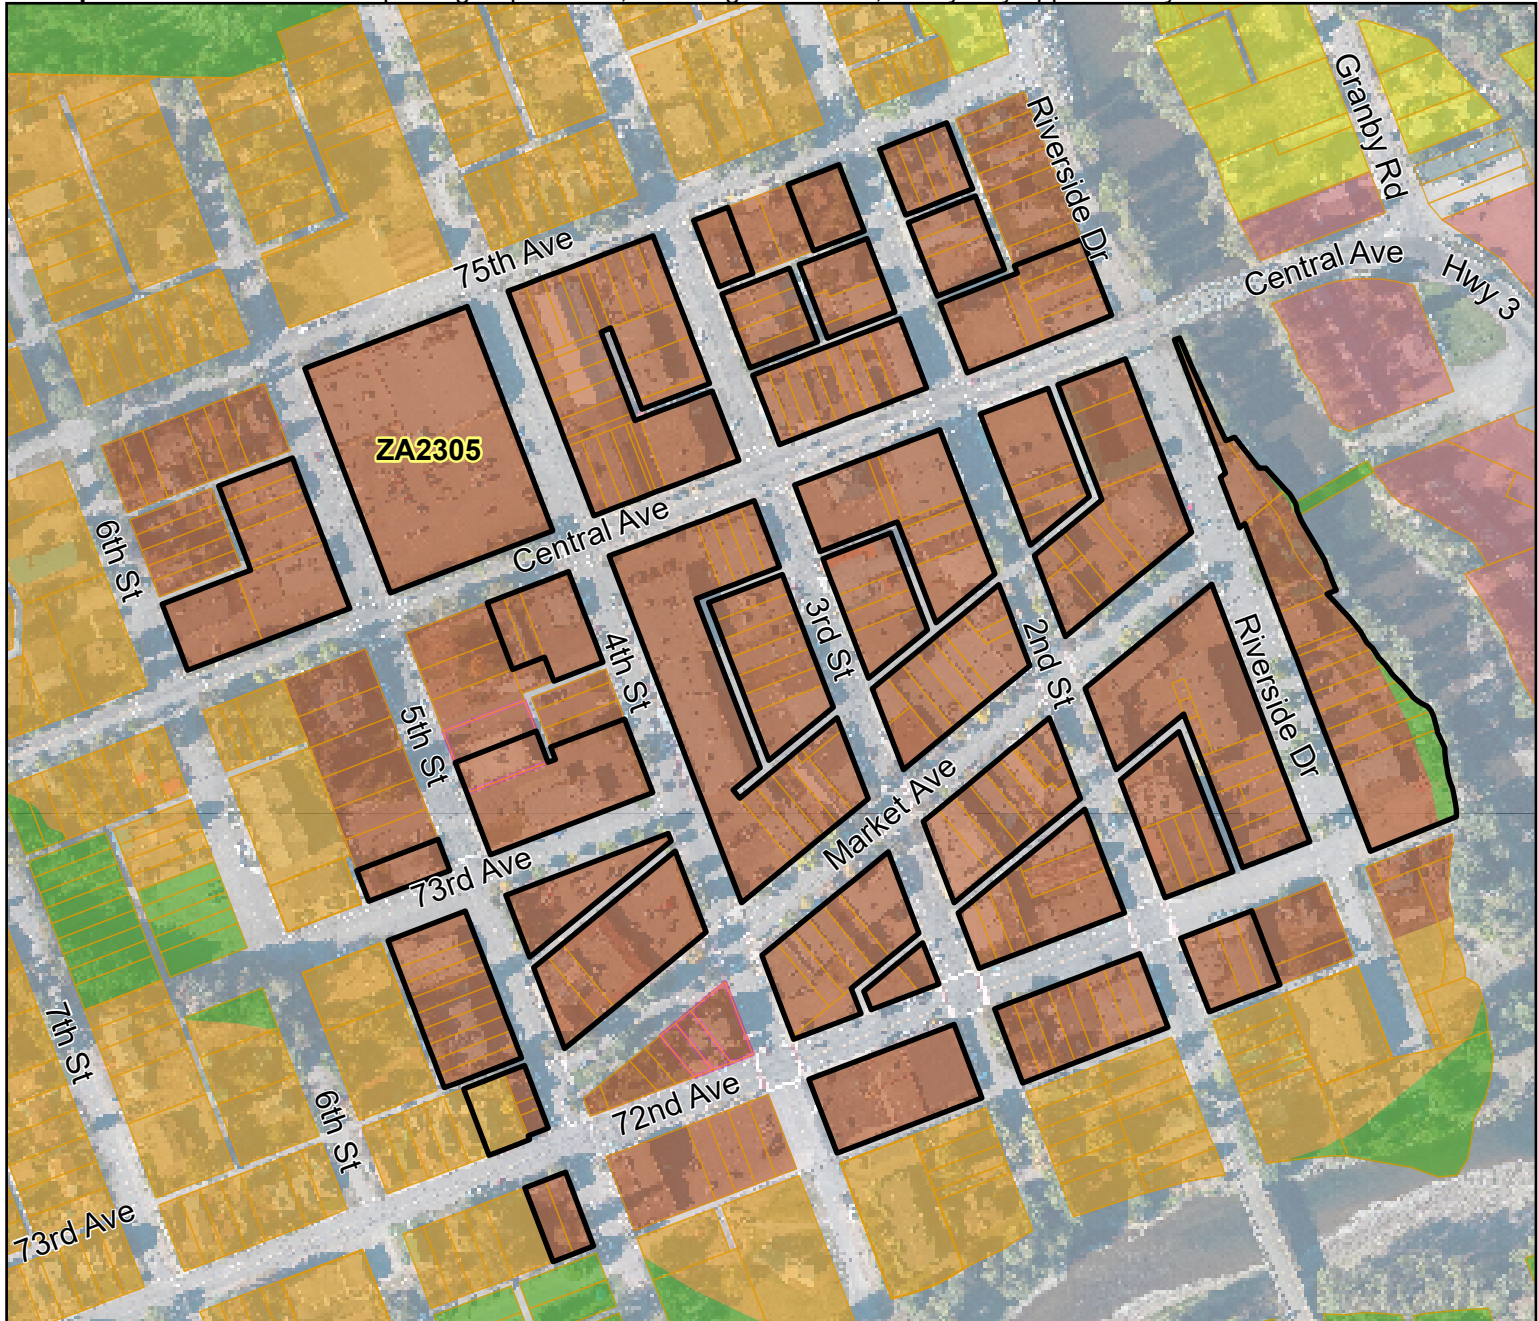 Granby Rd
Riverside Dr
75th Ave
Central Ave
Hwy 3
ZA2305
6th St
Central Ave
3rd St
4th St
2nd St
Riverside Dr
5th St
Market Ave
73rd Ave
7th St
6th St
72nd Ave
73rd Ave